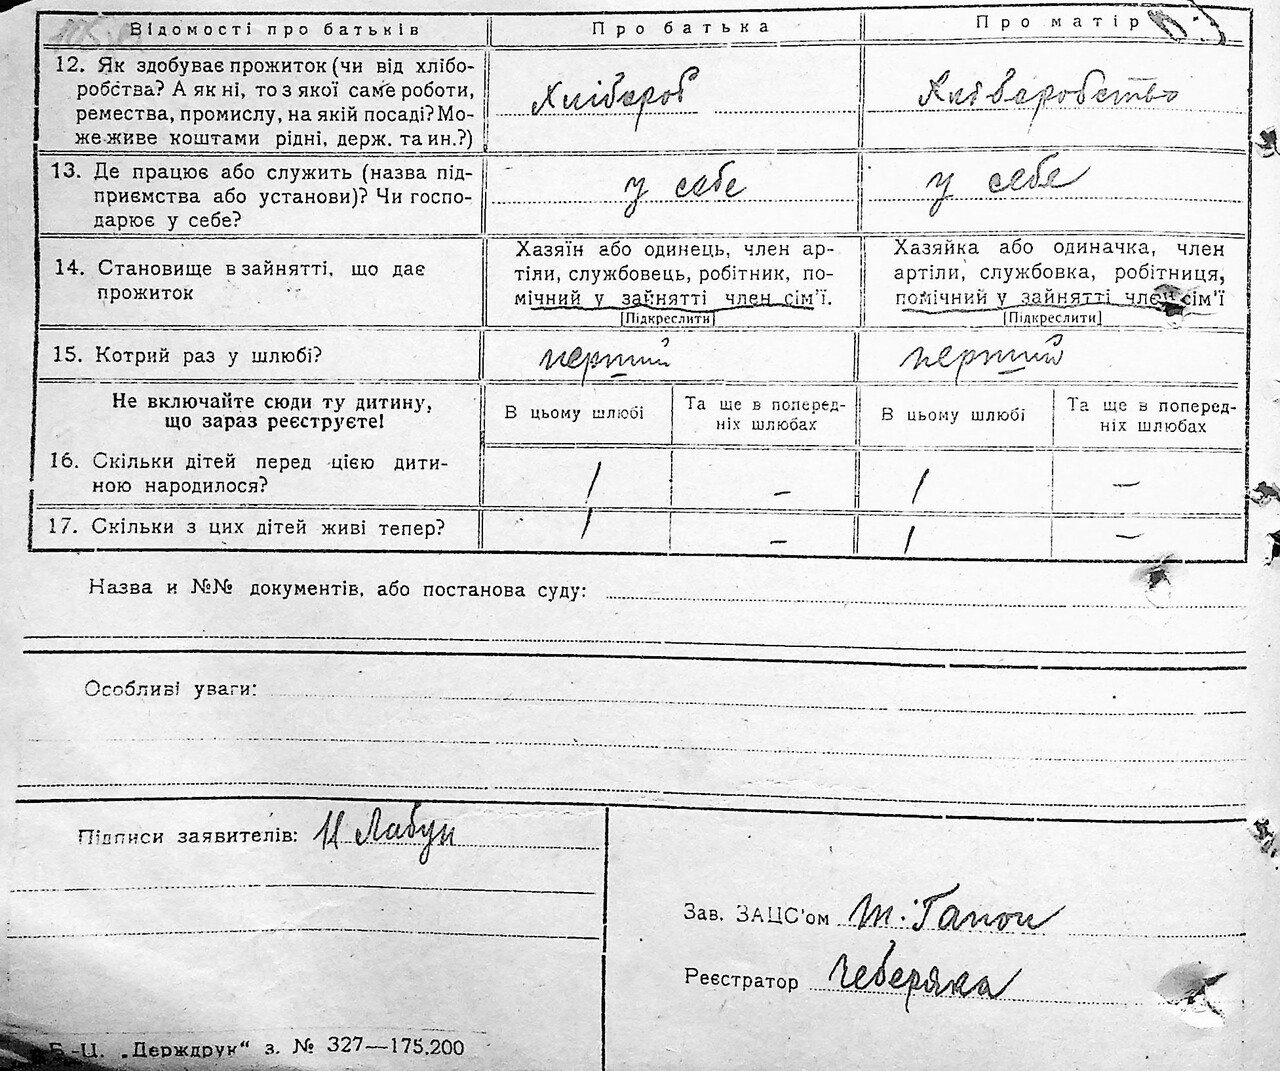 Відомості про батьків Про батька Про матір
12. Як здобуває прожиток (чи від хлібо-
робства? А як ні, то з якої саме роботи,
ремества, промислу, на якій посаді? Мо-
же живе коштами рідні, держ. та ин.?)
Хлібороб Хліборобство
13. Де працює або служить (назва під-
приємства або установи)? Чи госпо-
дарює у себе?
у себе у себе
14. Становище в зайнятті, що дає
прожиток
Хазяїн або одинець, член ар-
тіли, службовець, робітник, по-
мічний у зайнятті член сім'ї.
[Підкреслити]
Хазяйка або одиначка, член
артіли, службовка, робітниця,
помічний у зайнятті член сім'ї
[Підкреслити]
15. Котрий раз у шлюбі? перший перший
Не включайте сюди ту дитину,
що зараз реєструєте!
В цьому шлюбі
Та ще в поперед-
ніх шлюбах
В цьому шлюбі
Та ще в поперед-
ніх шлюбах
16. Скільки дітей перед цією дити-
ною народилося?
1 - 1 -
17. Скільки з цих дітей живі тепер? 1 - 1 -
Назва и №№ документів, або постанова суду:
Особливі уваги:
Підписи заявителів: Н Лабун
Зав. ЗАЦС'ом Гапон
Реєстратор Чеберяка
Б.-Ц. „Держдрук“ з. № 327—175.200